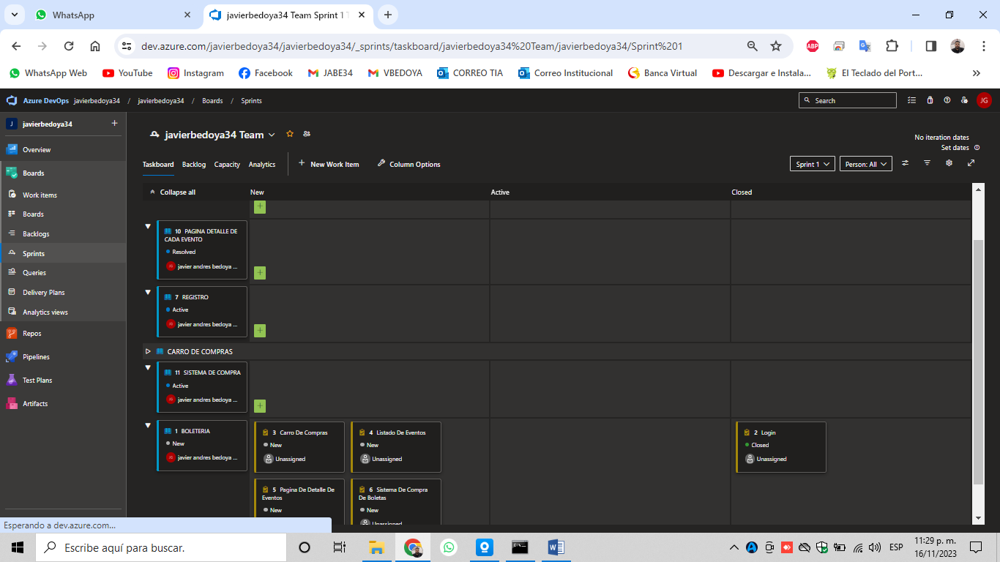 WhatsApp
javierbedoya34 Team Sprint 1 T
dev.azure.com/javierbedoya34/javierbedoya34/_sprints/taskboard/javierbedoya34%20Team/javierbedoya34/Sprint%201
ABP
WhatsApp Web
YouTube
Instagram
Facebook
JABE34
VBEDOYA
CORREO TIA
Correo Institucional
Banca Virtual
Descargar e Instala...
El Teclado del Port...
Azure DevOps javierbedoya34 / javierbedoya34 / Boards / Sprints
Search
JG
J javierbedoya34
Overview
Boards
Work items
Boards
Backlogs
Sprints
Queries
Delivery Plans
Analytics views
Repos
Pipelines
Test Plans
Artifacts
javierbedoya34 Team
No iteration dates
Set dates
Taskboard Backlog Capacity Analytics
New Work Item
Column Options
Sprint 1
Person: All
Collapse all
New
Active
Closed
10 PAGINA DETALLE DE
CADA EVENTO
Resolved
javier andres bedoya ...
7 REGISTRO
Active
javier andres bedoya ...
CARRO DE COMPRAS
11 SISTEMA DE COMPRA
Active
javier andres bedoya ...
1 BOLETERIA
New
javier andres bedoya ...
3 Carro De Compras
New
Unassigned
4 Listado De Eventos
New
Unassigned
5 Pagina De Detalle De
Eventos
New
6 Sistema De Compra
De Boletas
New
Unassigned
2 Login
Closed
Unassigned
Esperando a dev.azure.com...
Escribe aquí para buscar.
ESP
11:29 p. m.
16/11/2023